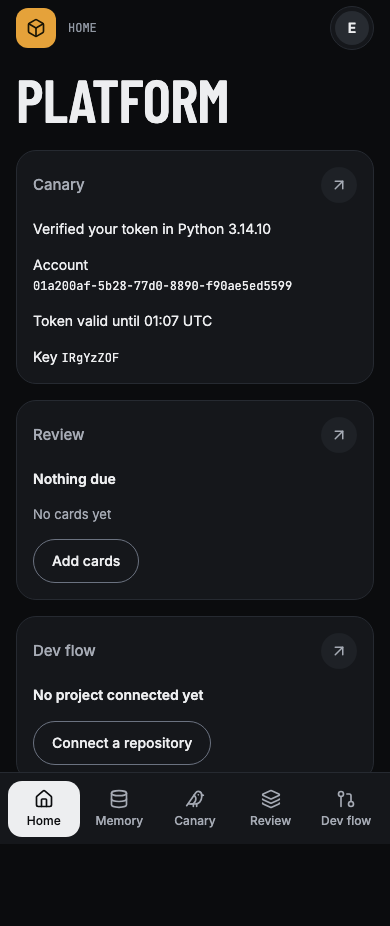 HOME
E
PLATFORM
Canary
Verified your token in Python 3.14.10
Account
01a200af-5b28-77d0-8890-f90ae5ed5599
Token valid until 01:07 UTC
Key IRgYzZOF
Review
Nothing due
No cards yet
Add cards
Dev flow
No project connected yet
Connect a repository
Home
Memory
Canary
Review
Dev flow